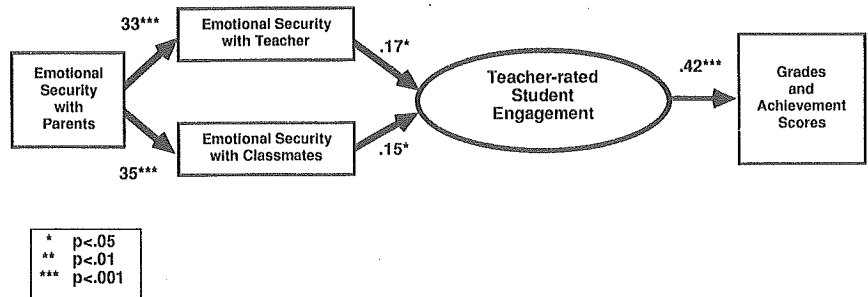 33***
Emotional Security
with Teacher
.17*
Emotional
Security
with
Parents
Teacher-rated
Student
Engagement
.42***
Grades
and
Achievement
Scores
35***
Emotional Security
with Classmates
.15*
* p<.05
** p<.01
*** p<.001